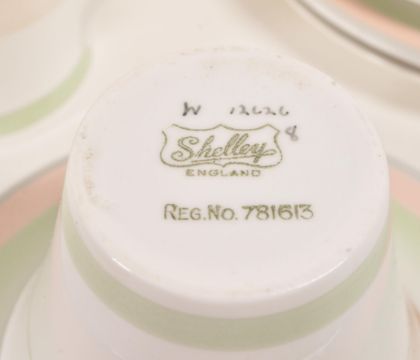 W 12626
8
Shelley
ENGLAND
REG. NO. 781613